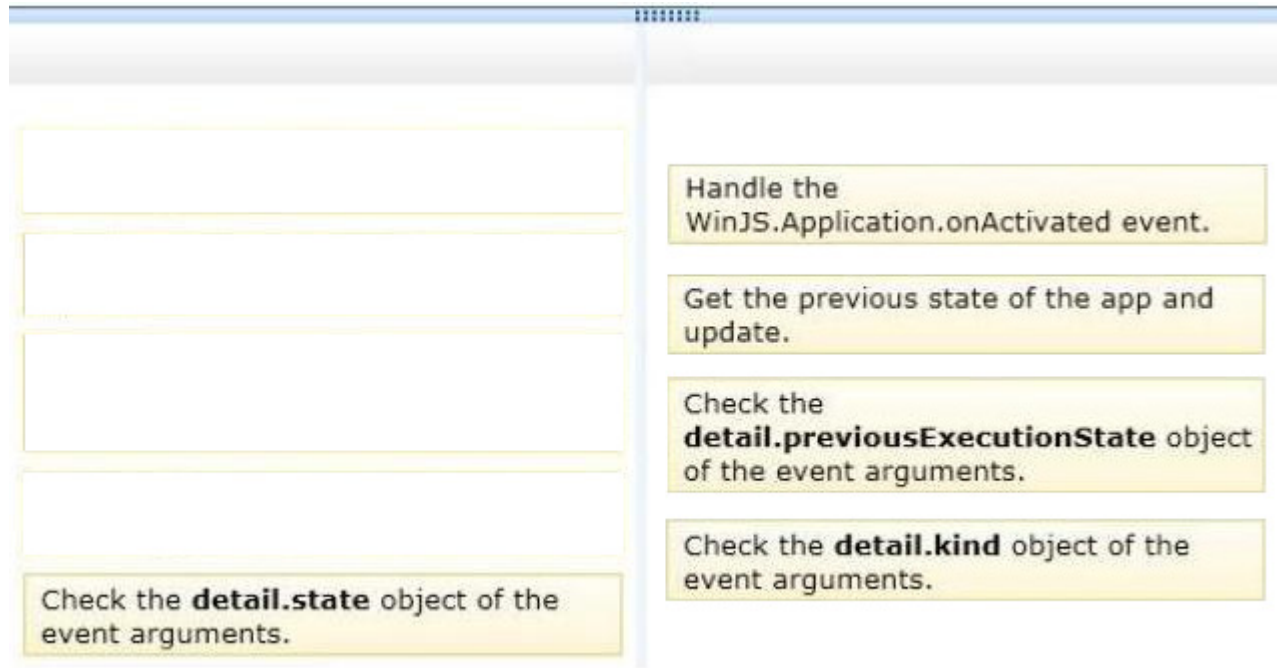 Check the detail.state object of the
event arguments.
Handle the
WinJS.Application.onActivated event.
Get the previous state of the app and
update.
Check the
detail.previousExecutionState object
of the event arguments.
Check the detail.kind object of the
event arguments.